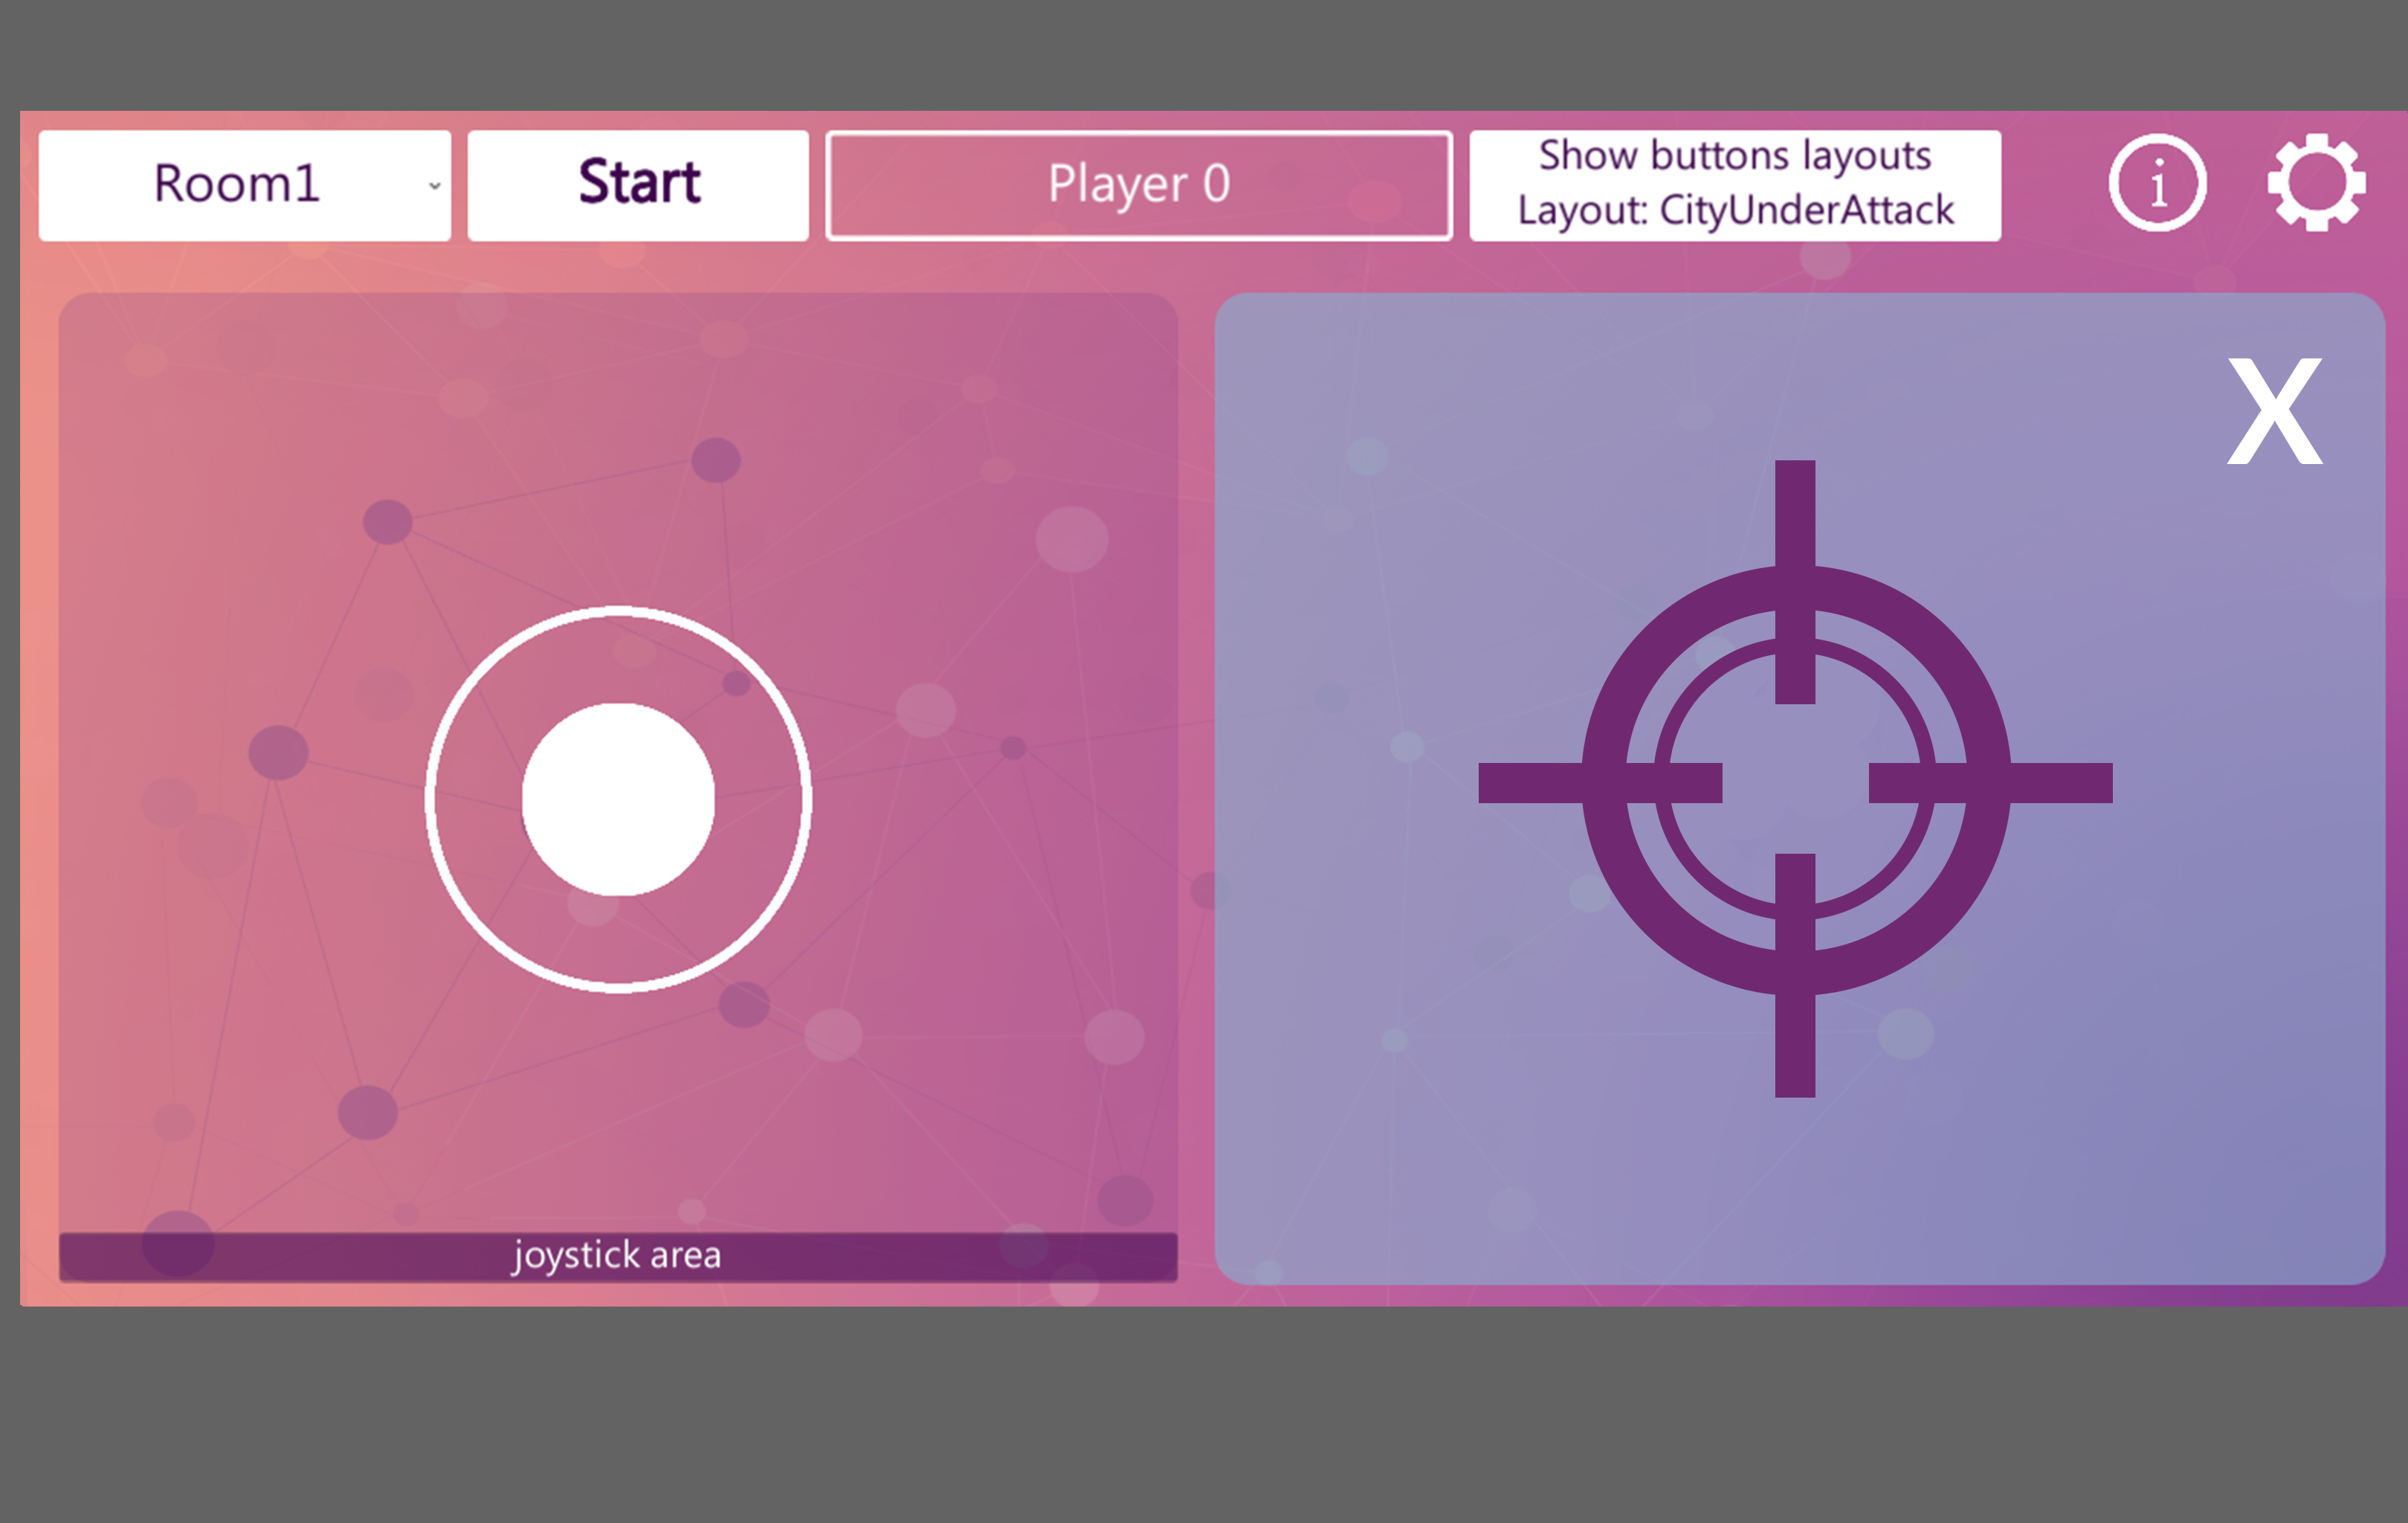 Room1
Start
Player 0
Show buttons layouts
Layout: CityUnderAttack
i
X
joystick area